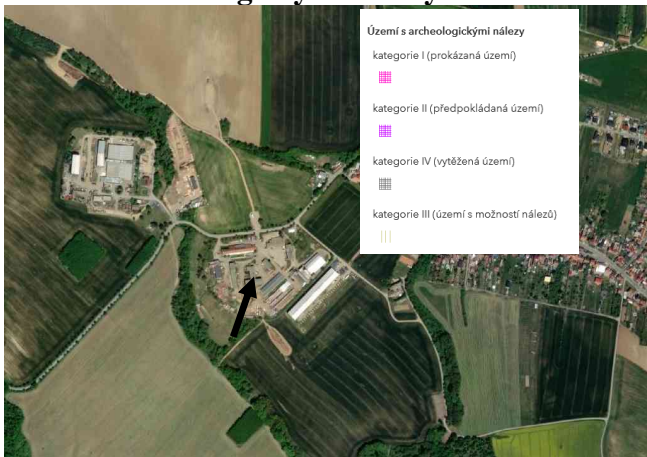 Území s archeologickými nálezy
kategorie I (prokázaná území)
kategorie II (předpokládaná území)
kategorie IV (vytěžená území)
kategorie III (území s možností nálezů)